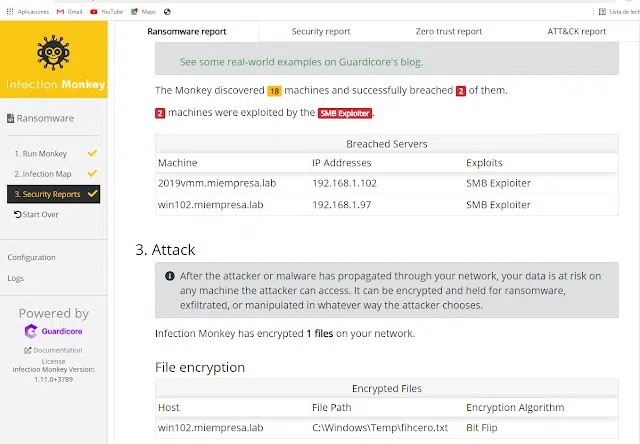 Aplicaciones Gmail YouTube Maps Lista de lect
Infection Monkey
Ransomware
1. Run Monkey
2. Infection Map
3. Security Reports
Start Over
Configuration
Logs
Powered by
Guardicore
Documentation
License
Infection Monkey Version:
1.11.0+3789
Ransomware report Security report Zero trust report ATT&CK report
See some real-world examples on Guardicore's blog.
The Monkey discovered 18 machines and successfully breached 2 of them.
2 machines were exploited by the SMB Exploiter.
Breached Servers
Machine IP Addresses Exploits
2019vmm.miempresa.lab 192.168.1.102 SMB Exploiter
win102.miempresa.lab 192.168.1.97 SMB Exploiter
3. Attack
After the attacker or malware has propagated through your network, your data is at risk on
any machine the attacker can access. It can be encrypted and held for ransomware,
exfiltrated, or manipulated in whatever way the attacker chooses.
Infection Monkey has encrypted 1 files on your network.
File encryption
Encrypted Files
Host File Path Encryption Algorithm
win102.miempresa.lab C:\Windows\Temp\fihcero.txt Bit Flip